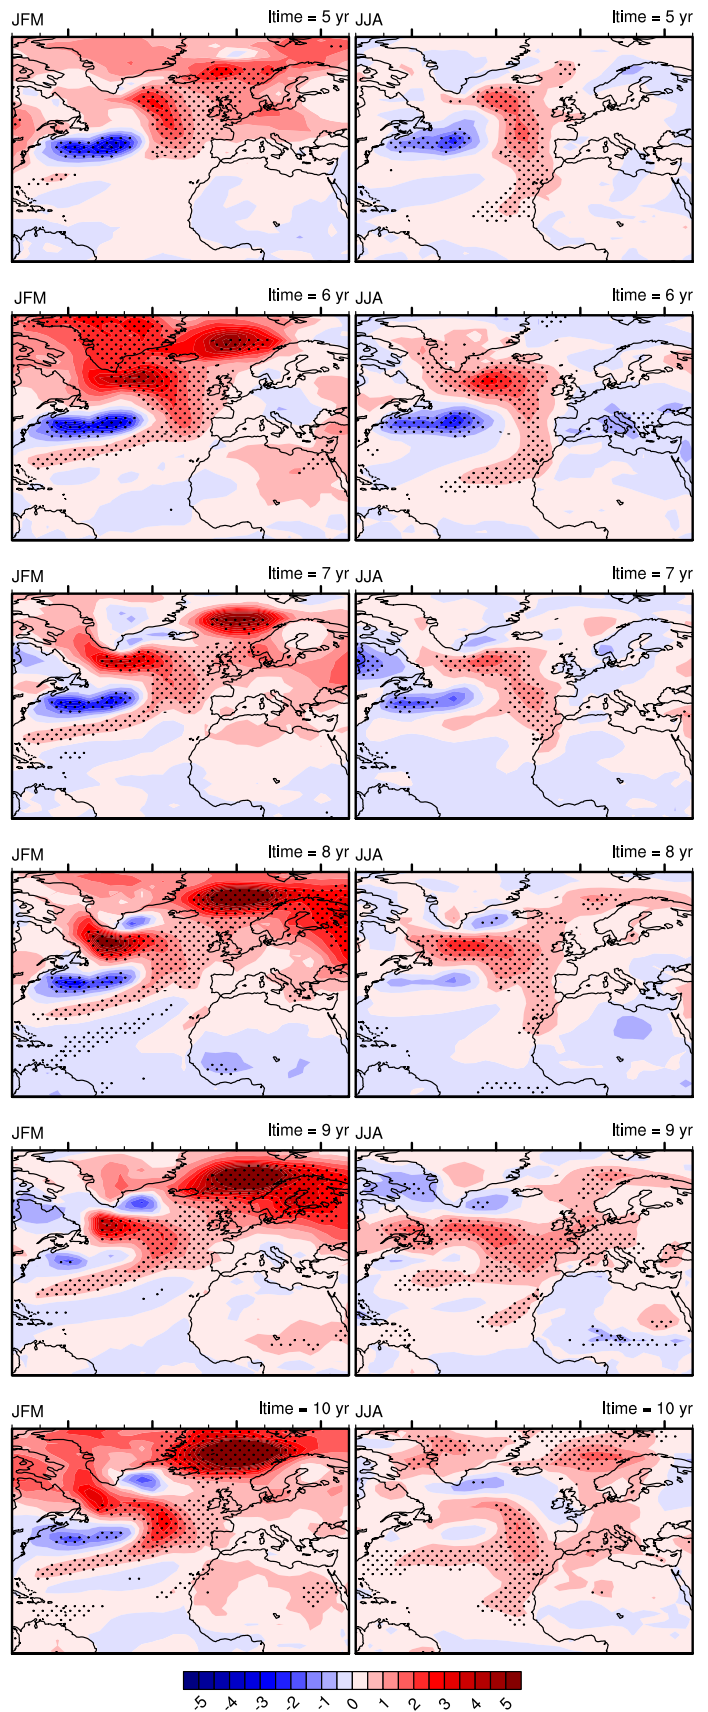 JFM ltime = 5 yr JJA ltime = 5 yr
JFM ltime = 6 yr JJA ltime = 6 yr
JFM ltime = 7 yr JJA ltime = 7 yr
JFM ltime = 8 yr JJA ltime = 8 yr
JFM ltime = 9 yr JJA ltime = 9 yr
JFM ltime = 10 yr JJA ltime = 10 yr
-5 -4 -3 -2 -1 0 1 2 3 4 5